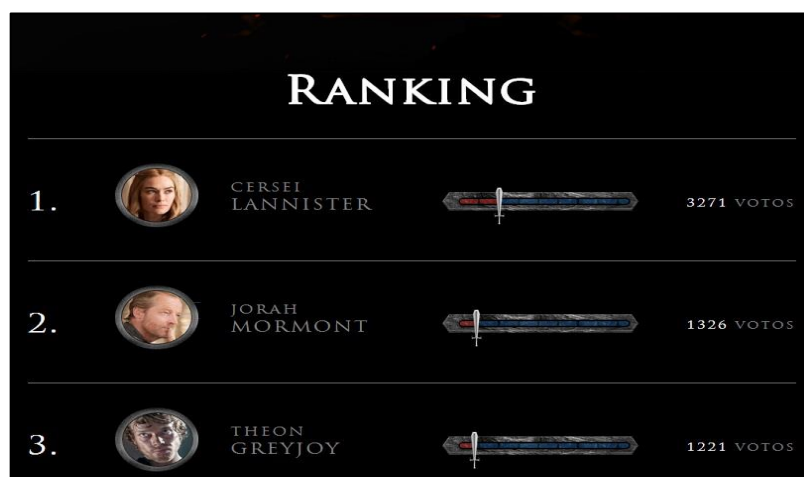 RANKING
1.
CERSEI
LANNISTER
3271 VOTOS
2.
JORAH
MORMONT
1326 VOTOS
3.
THEON
GREYJOY
1221 VOTOS